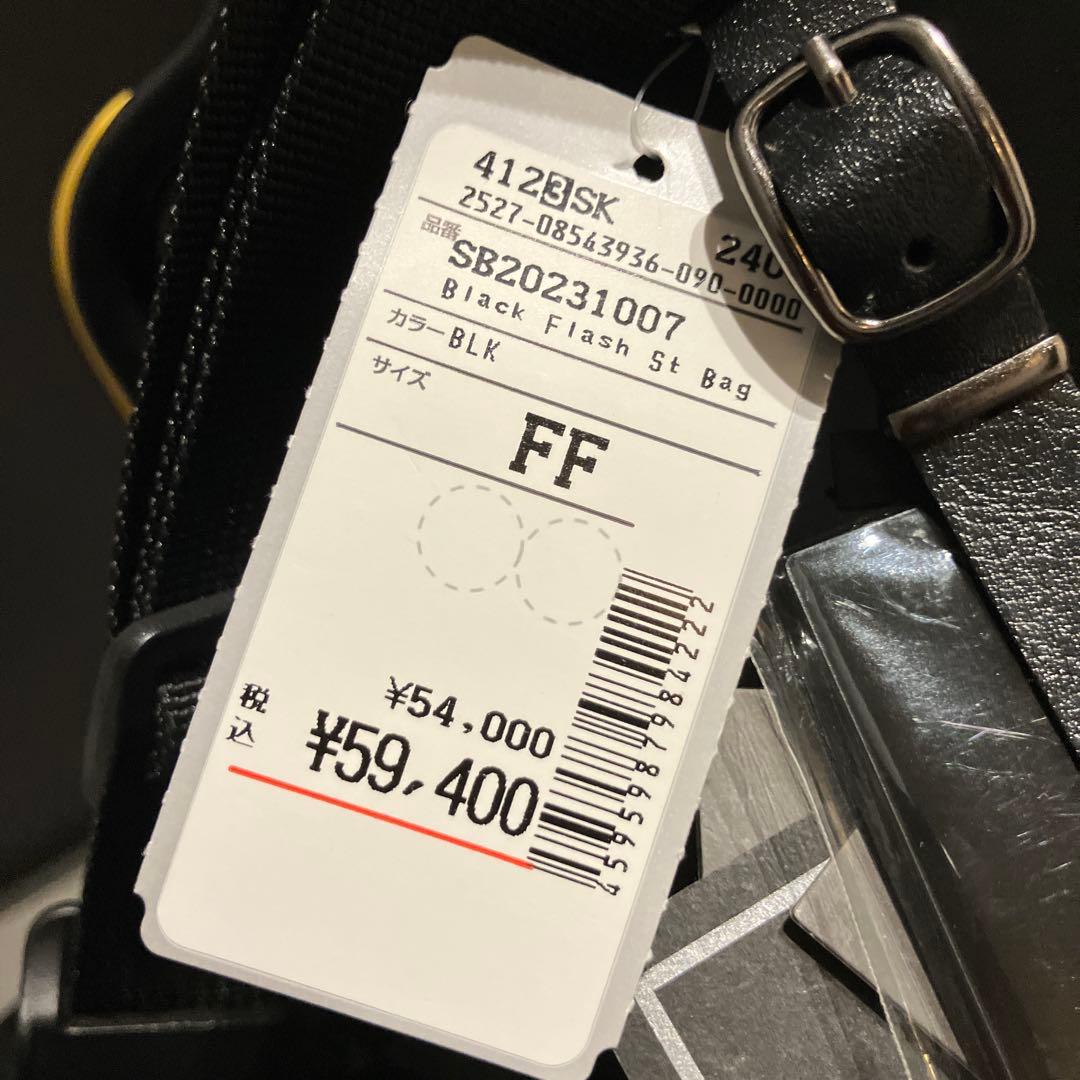 4123SK
2527-08543936-090-0000
240
品番
SB20231007
Black Flash St Bag
カラー BLK
サイズ
FF
¥54,000
税込 ¥59,400
4595987984222